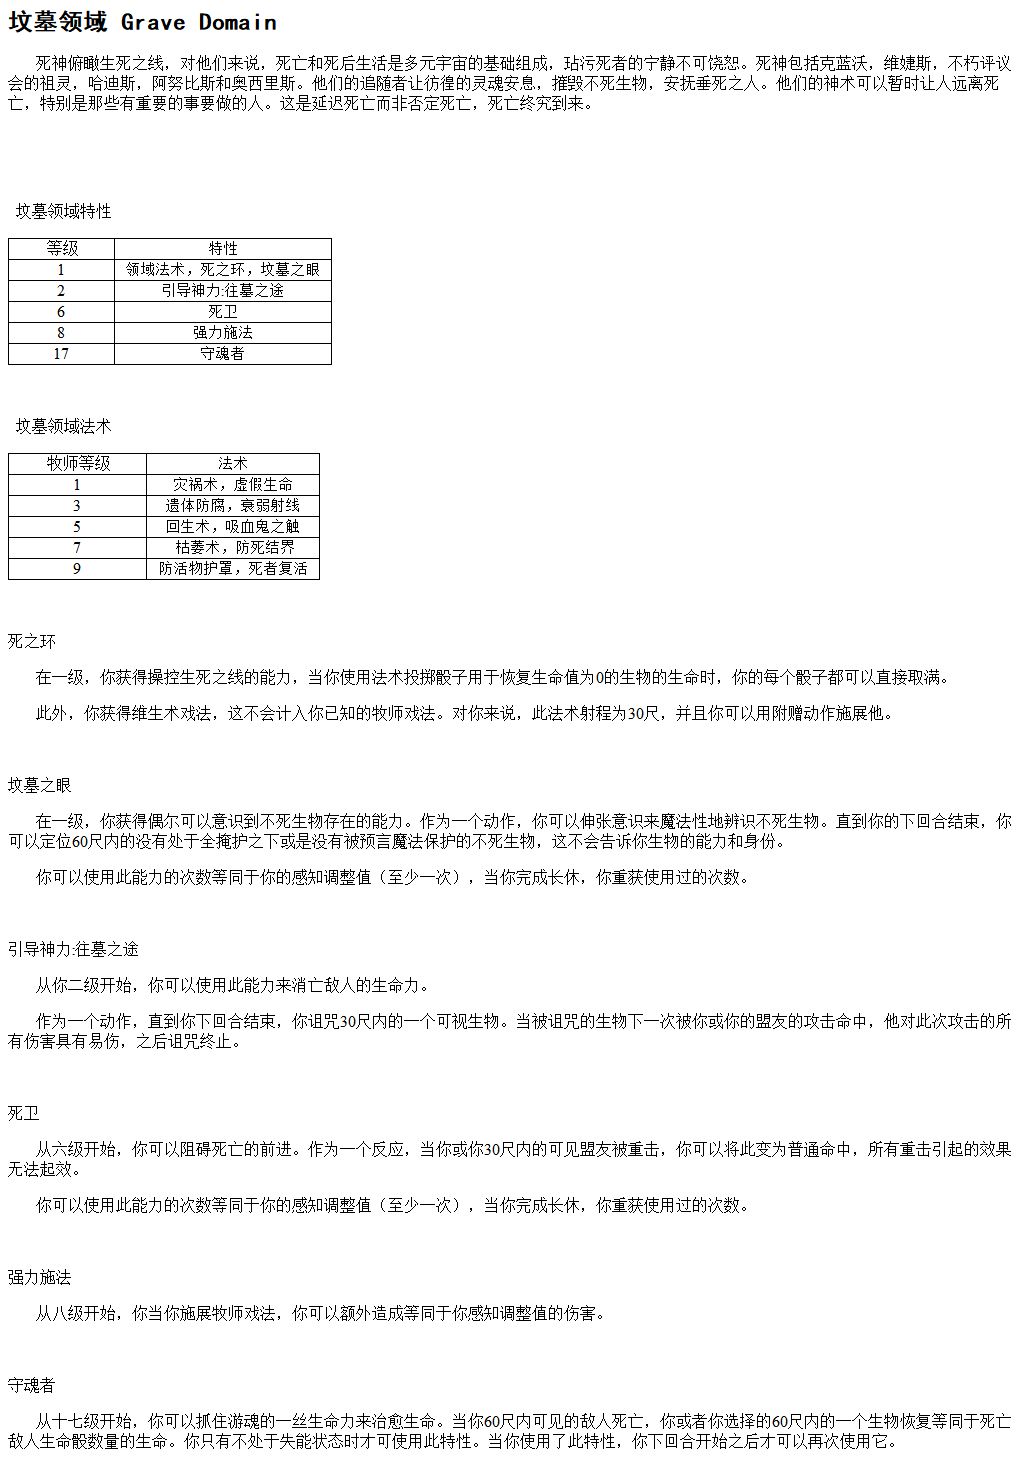 坟墓领域 Grave Domain
死神俯瞰生死之线，对他们来说，死亡和死后生活是多元宇宙的基础组成，玷污死者的宁静不可饶恕。死神包括克蓝沃，维婕斯，不朽评议
会的祖灵，哈迪斯，阿努比斯和奥西里斯。他们的追随者让彷徨的灵魂安息，摧毁不死生物，安抚垂死之人。他们的神术可以暂时让人远离死
亡，特别是那些有重要的事要做的人。这是延迟死亡而非否定死亡，死亡终究到来。
坟墓领域特性
等级 特性
1 领域法术，死之环，坟墓之眼
2 引导神力:往墓之途
6 死卫
8 强力施法
17 守魂者
坟墓领域法术
牧师等级 法术
1 灾祸术，虚假生命
3 遗体防腐，衰弱射线
5 回生术，吸血鬼之触
7 枯萎术，防死结界
9 防活物护罩，死者复活
死之环
在一级，你获得操控生死之线的能力，当你使用法术投掷骰子用于恢复生命值为0的生物的生命时，你的每个骰子都可以直接取满。
此外，你获得维生术戏法，这不会计入你已知的牧师戏法。对你来说，此法术射程为30尺，并且你可以用附赠动作施展他。
坟墓之眼
在一级，你获得偶尔可以意识到不死生物存在的能力。作为一个动作，你可以伸张意识来魔法性地辨识不死生物。直到你的下回合结束，你
可以定位60尺内的没有处于全掩护之下或是没有被预言魔法保护的不死生物，这不会告诉你生物的能力和身份。
你可以使用此能力的次数等同于你的感知调整值（至少一次），当你完成长休，你重获使用过的次数。
引导神力:往墓之途
从你二级开始，你可以使用此能力来消亡敌人的生命力。
作为一个动作，直到你下回合结束，你诅咒30尺内的一个可视生物。当被诅咒的生物下一次被你或你的盟友的攻击命中，他对此次攻击的所
有伤害具有易伤，之后诅咒终止。
死卫
从六级开始，你可以阻碍死亡的前进。作为一个反应，当你或你30尺内的可见盟友被重击，你可以将此变为普通命中，所有重击引起的效果
无法起效。
你可以使用此能力的次数等同于你的感知调整值（至少一次），当你完成长休，你重获使用过的次数。
强力施法
从八级开始，你当你施展牧师戏法，你可以额外造成等同于你感知调整值的伤害。
守魂者
从十七级开始，你可以抓住游魂的一丝生命力来治愈生命。当你60尺内可见的敌人死亡，你或者你选择的60尺内的一个生物恢复等同于死亡
敌人生命骰数量的生命。你只有不处于失能状态时才可使用此特性。当你使用了此特性，你下回合开始之后才可以再次使用它。